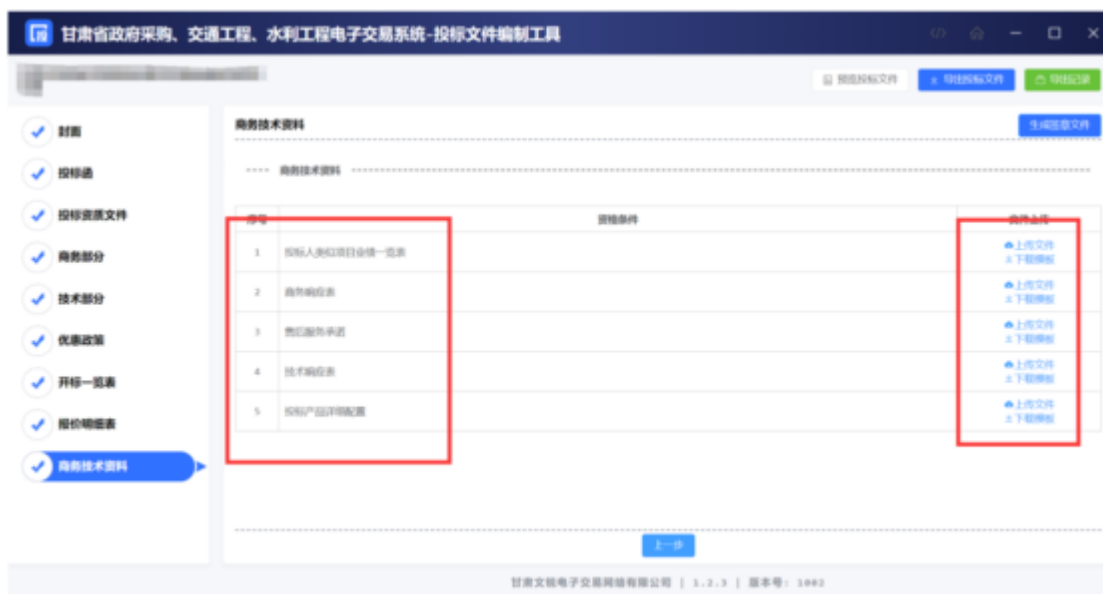 甘肃省政府采购、交通工程、水利工程电子交易系统-投标文件编制工具
预览投标文件 导出投标文件 导出记录
封面
投标函
投标资质文件
商务部分
技术部分
优惠政策
开标一览表
报价明细表
商务技术资料
商务技术资料 生成签章文件
商务技术资料
序号 资格条件 文件上传
1 投标人类似项目业绩一览表 上传文件 下载模板
2 商务响应表 上传文件 下载模板
3 售后服务承诺 上传文件 下载模板
4 技术响应表 上传文件 下载模板
5 投标产品详细配置 上传文件 下载模板
上一步
甘肃文锐电子交易网络有限公司 | 1.2.3 | 版本号: 1002